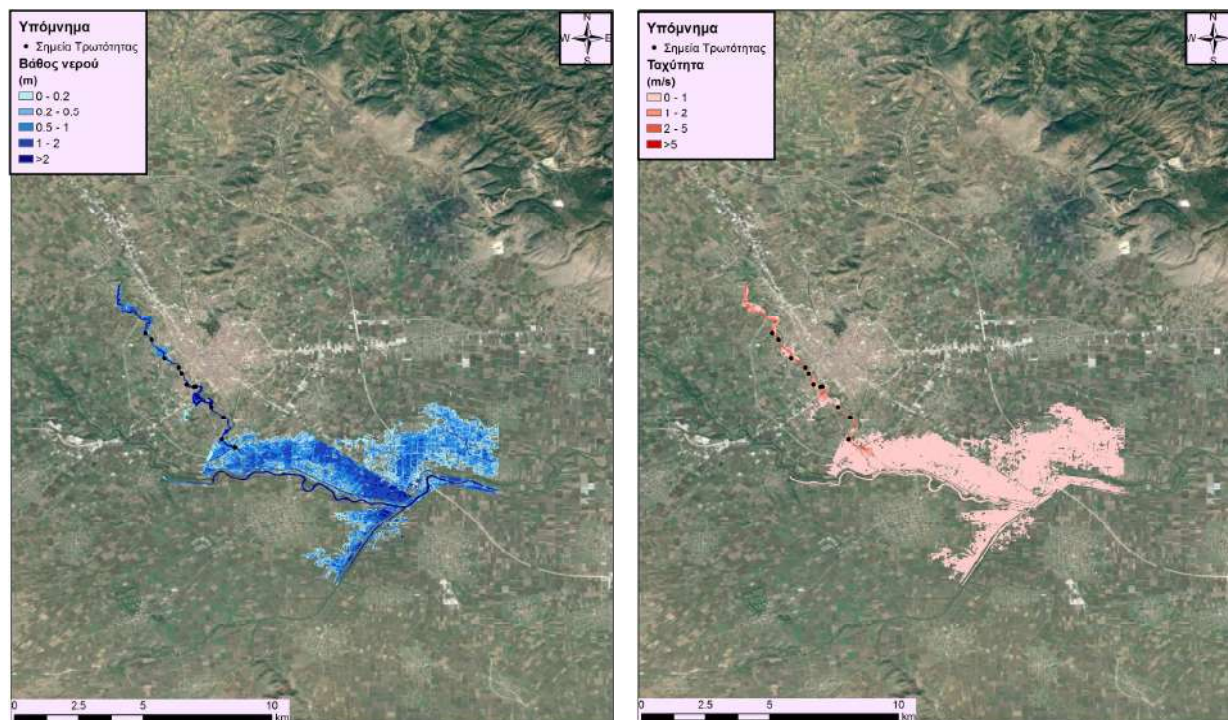 Υπόμνημα
• Σημεία Τρωτότητας
Βάθος νερού
(m)
0 - 0.2
0.2 - 0.5
0.5 - 1
1 - 2
>2
N
W E
S
0 2.5 5 10
km
Υπόμνημα
• Σημεία Τρωτότητας
Ταχύτητα
(m/s)
0 - 1
1 - 2
2 - 5
>5
N
W E
S
0 2.5 5 10
km